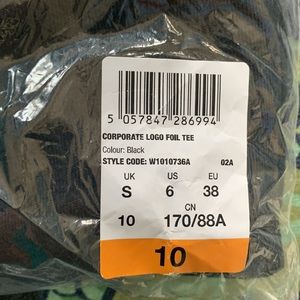 5 057847 286994
CORPORATE LOGO FOIL TEE
Colour: Black
STYLE CODE: W1010736A 02A
UK US EU
S 6 38
CN
10 170/88A
10